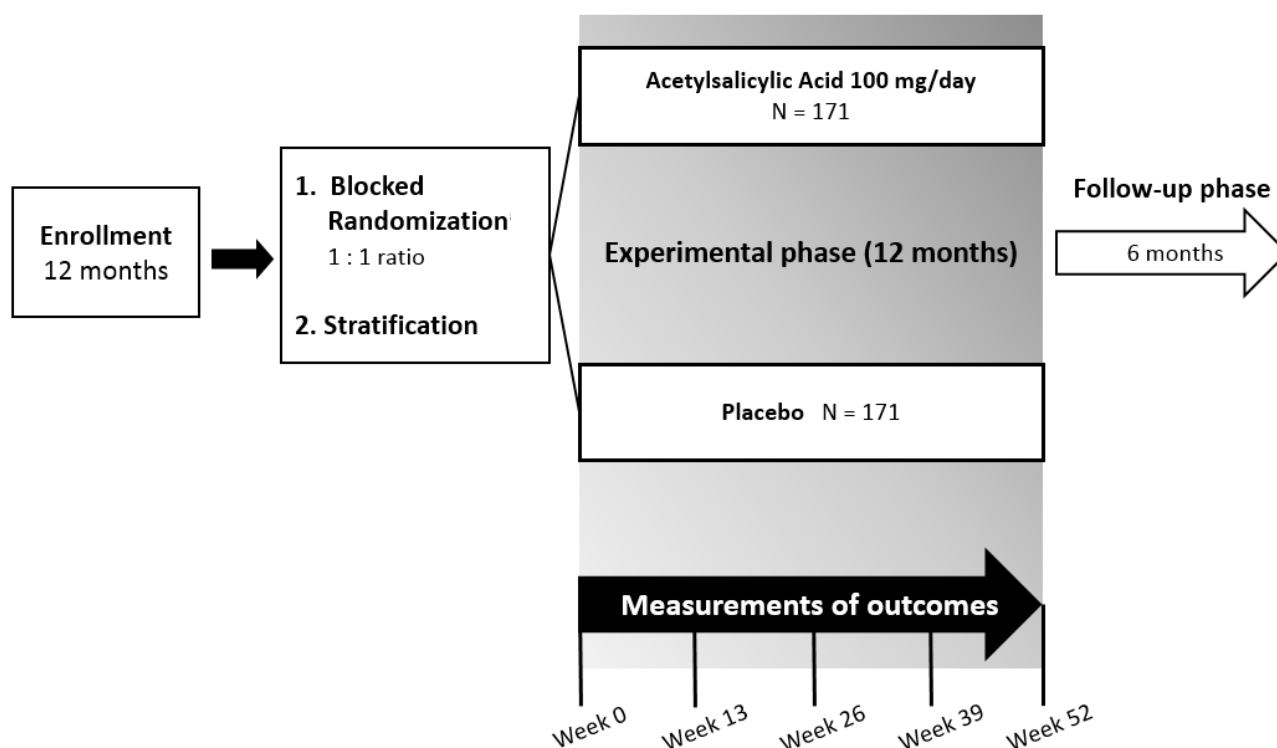 Enrollment
12 months
1. Blocked
Randomization
1 : 1 ratio
2. Stratification
Acetylsalicylic Acid 100 mg/day
N = 171
Experimental phase (12 months)
Placebo N = 171
Follow-up phase
6 months
Measurements of outcomes
Week 0
Week 13
Week 26
Week 39
Week 52